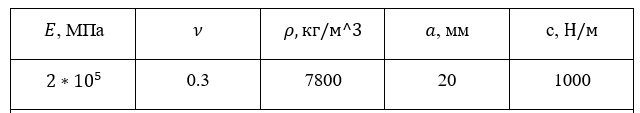 E, МПа ν ρ, кг/м^3 a, мм с, Н/м
2 * 10⁵ 0.3 7800 20 1000